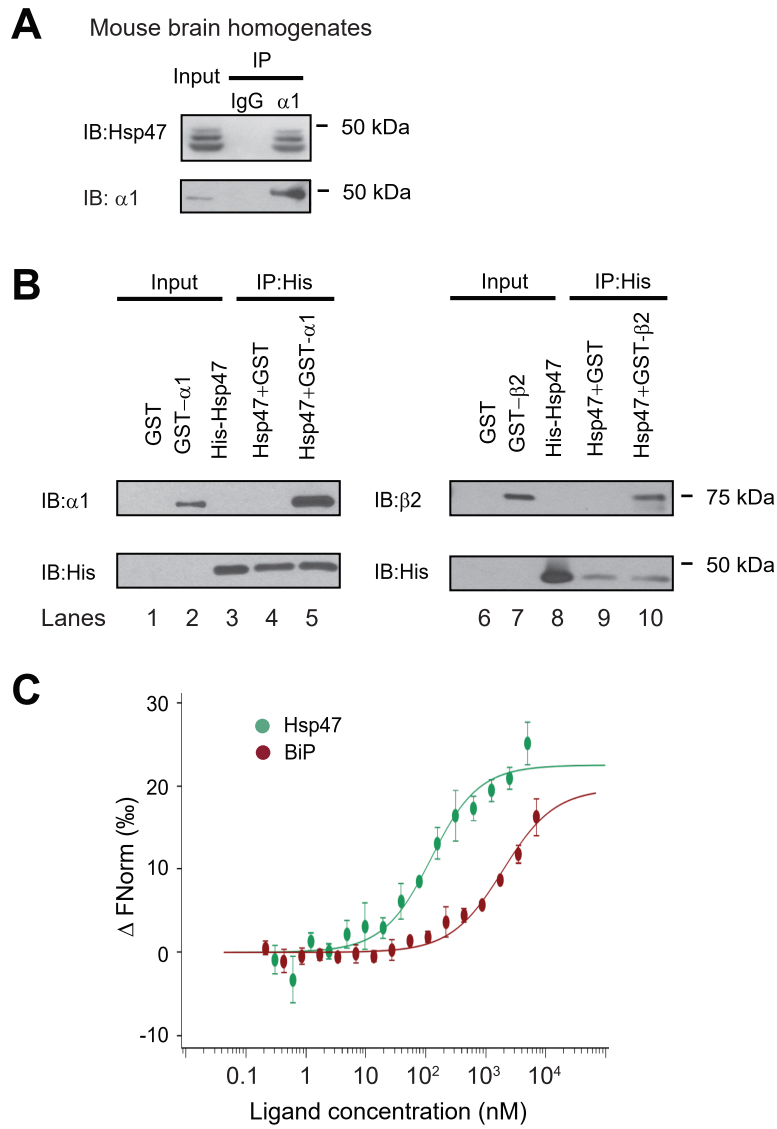 A
Mouse brain homogenates
IP
Input
IgG α1
IB:Hsp47
50 kDa
IB: α1
50 kDa
B
Input IP:His
GST
GST−α1
His-Hsp47
Hsp47+GST
Hsp47+GST-α1
IB:α1
IB:His
Lanes 1 2 3 4 5
Input IP:His
GST
GST−β2
His-Hsp47
Hsp47+GST
Hsp47+GST-β2
IB:β2
75 kDa
IB:His
50 kDa
6 7 8 9 10
C
Hsp47
BiP
Δ FNorm (‰)
30
20
10
0
-10
0.1 1 10 10² 10³ 10⁴
Ligand concentration (nM)